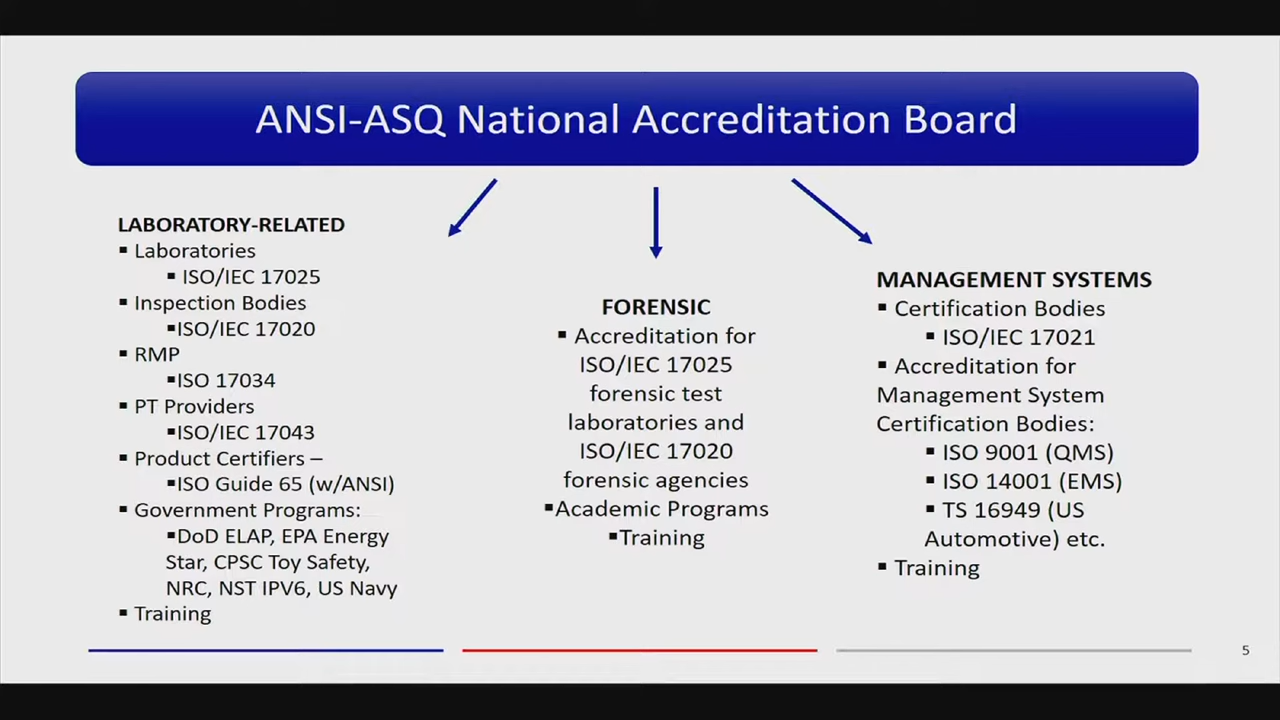 ANSI-ASQ National Accreditation Board
LABORATORY-RELATED
▪ Laboratories
▪ ISO/IEC 17025
▪ Inspection Bodies
▪ISO/IEC 17020
▪ RMP
▪ISO 17034
▪ PT Providers
▪ISO/IEC 17043
▪ Product Certifiers –
▪ISO Guide 65 (w/ANSI)
▪ Government Programs:
▪DoD ELAP, EPA Energy
Star, CPSC Toy Safety,
NRC, NST IPV6, US Navy
▪ Training
FORENSIC
▪ Accreditation for
ISO/IEC 17025
forensic test
laboratories and
ISO/IEC 17020
forensic agencies
▪Academic Programs
▪Training
MANAGEMENT SYSTEMS
▪ Certification Bodies
▪ ISO/IEC 17021
▪ Accreditation for
Management System
Certification Bodies:
▪ ISO 9001 (QMS)
▪ ISO 14001 (EMS)
▪ TS 16949 (US
Automotive) etc.
▪ Training
5